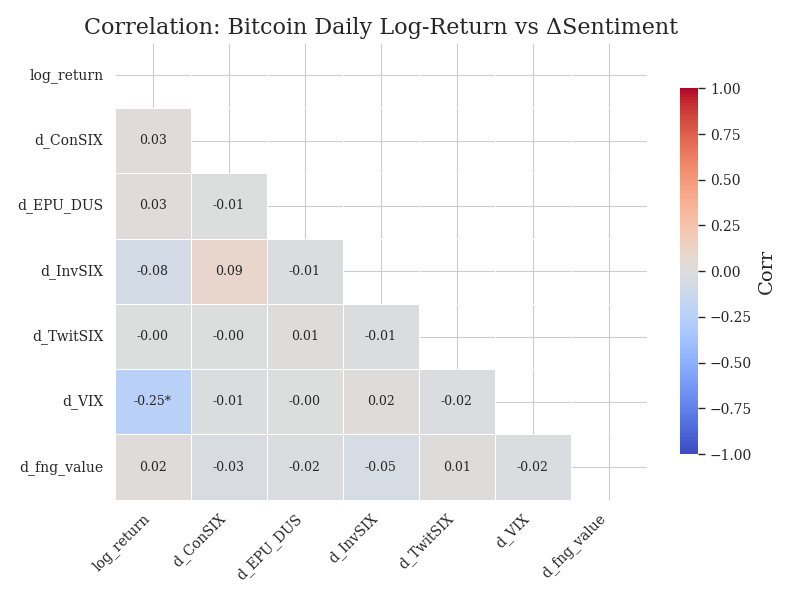 Correlation: Bitcoin Daily Log-Return vs ΔSentiment
log_return
d_ConSIX 0.03
d_EPU_DUS 0.03 -0.01
d_InvSIX -0.08 0.09 -0.01
d_TwitSIX -0.00 -0.00 0.01 -0.01
d_VIX -0.25* -0.01 -0.00 0.02 -0.02
d_fng_value 0.02 -0.03 -0.02 -0.05 0.01 -0.02
log_return d_ConSIX d_EPU_DUS d_InvSIX d_TwitSIX d_VIX d_fng_value
1.00
0.75
0.50
0.25
0.00
−0.25
−0.50
−0.75
−1.00
Corr